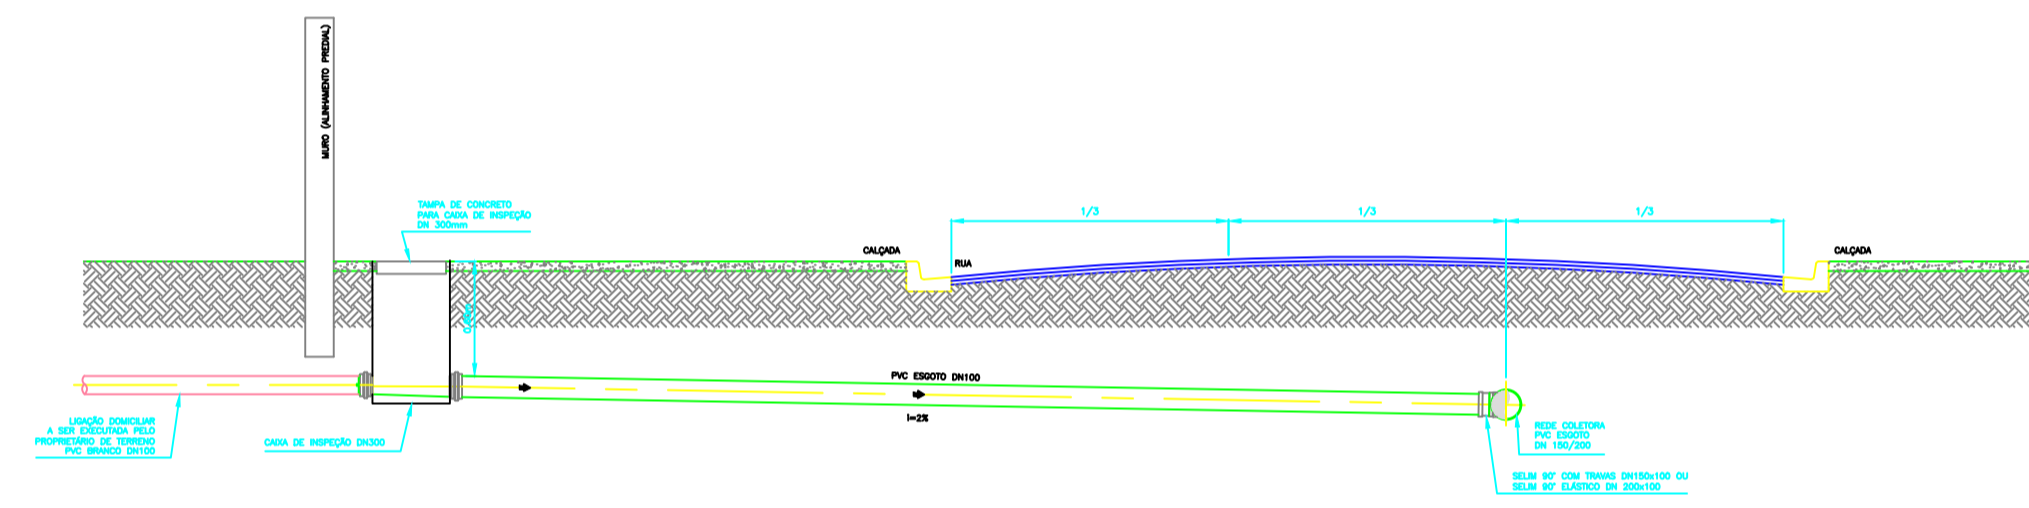 MURO (ALINHAMENTO PREDIAL)
TAMPA DE CONCRETO
PARA CAIXA DE INSPEÇÃO
DN 300mm
1/3
1/3
1/3
CALÇADA
RUA
CALÇADA
PVC ESGOTO DN100
i=2%
LIGAÇÃO DOMICILIAR
A SER EXECUTADA PELO
PROPRIETÁRIO DE TERRENO
PVC BRANCO DN100
CAIXA DE INSPEÇÃO DN300
REDE COLETORA
PVC ESGOTO
DN 150/200
SELIM 90° COM TRAVAS DN150x100 OU
SELIM 90° ELÁSTICO DN 200x100